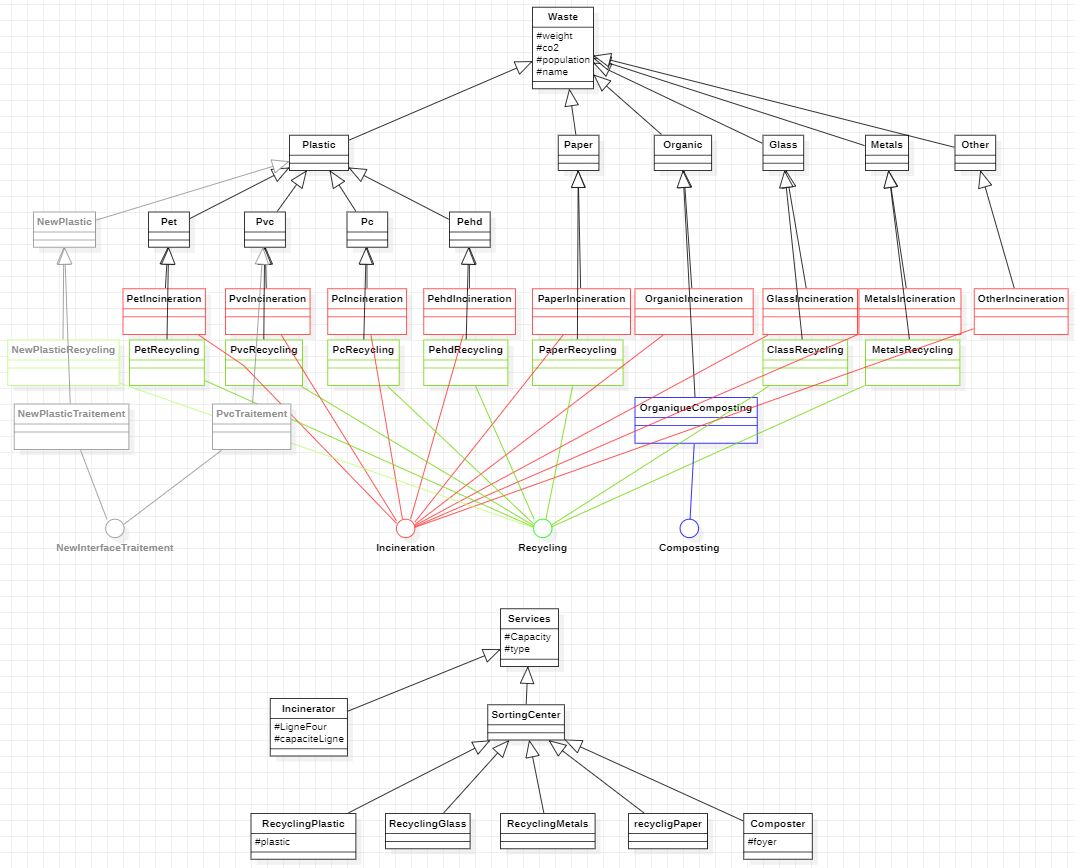 Waste
#weight
#co2
#population
#name
Plastic
Paper
Organic
Glass
Metals
Other
NewPlastic
Pet
Pvc
Pc
Pehd
PetIncineration
PvcIncineration
PcIncineration
PehdIncineration
PaperIncineration
OrganicIncineration
GlassIncineration
MetalsIncineration
OtherIncineration
NewPlasticRecycling
PetRecycling
PvcRecycling
PcRecycling
PehdRecycling
PaperRecycling
ClassRecycling
MetalsRecycling
NewPlasticTraitement
PvcTraitement
OrganiqueComposting
NewInterfaceTraitement
Incineration
Recycling
Composting
Services
#Capacity
#type
Incinerator
#LigneFour
#capaciteLigne
SortingCenter
RecyclingPlastic
#plastic
RecyclingGlass
RecyclingMetals
recycligPaper
Composter
#foyer